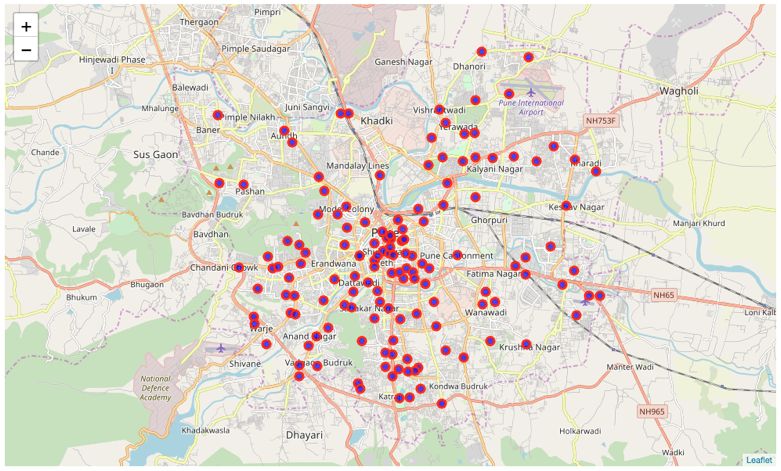 +
−
Pimpri
Thergaon
Pimple Saudagar
Hinjewadi Phase
I
Ganesh Nagar
Dhanori
Balewadi
Wagholi
Mhalunge
Juni Sangvi
Pune International
Airport
Pimple Nilakh
Khadki
NH753F
Baner
Aundh
Yerawada
Chande
Sus Gaon
Mandalay Lines
Kalyani Nagar
Kharadi
Pashan
Model Colony
Keshav Nagar
Bavdhan Budruk
Ghorpuri
Manjari Khurd
Lavale
Bavdhan
Chandani Chowk
Erandwana
Pune Cantonment
Fatima Nagar
Bhugaon
Dattawadi
Bhukum
NH65
Loni Kalb
Wanawadi
Warje
Anand Nagar
Krushna Nagar
Shivane
Manter Wadi
National
Defence
Academy
Kondwa Budruk
NH965
Khadakwasla
Dhayari
Holkarwadi
Wadki
Leaflet